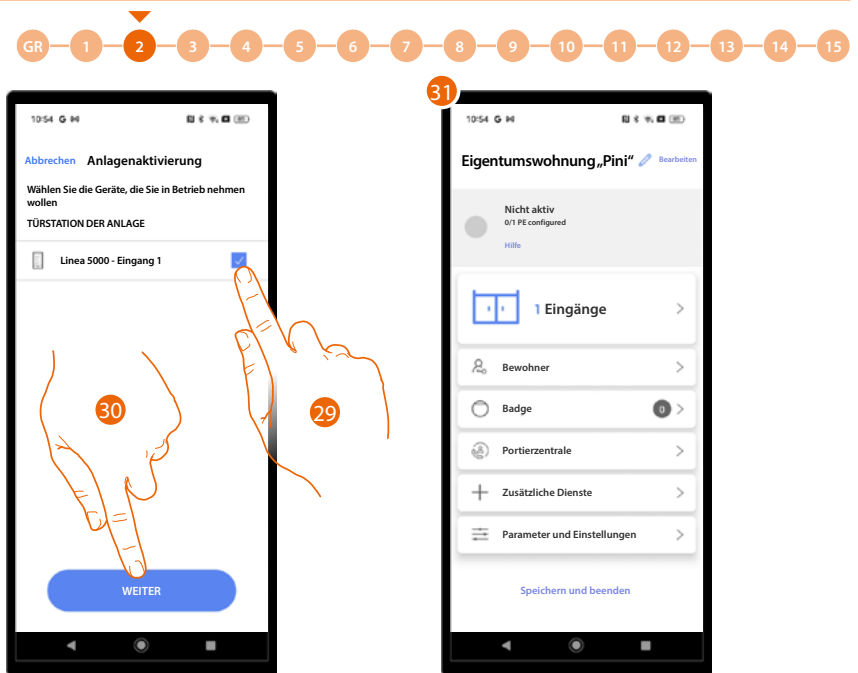 GR 1 2 3 4 5 6 7 8 9 10 11 12 13 14 15
10:54 G
Abbrechen Anlagenaktivierung
Wählen Sie die Geräte, die Sie in Betrieb nehmen
wollen
TÜRSTATION DER ANLAGE
Linea 5000 - Eingang 1
29
30
WEITER
31
10:54 G
Eigentumswohnung „Pini“ Bearbeiten
Nicht aktiv
0/1 PE configured
Hilfe
1 Eingänge
Bewohner
Badge 0
Portierzentrale
Zusätzliche Dienste
Parameter und Einstellungen
Speichern und beenden